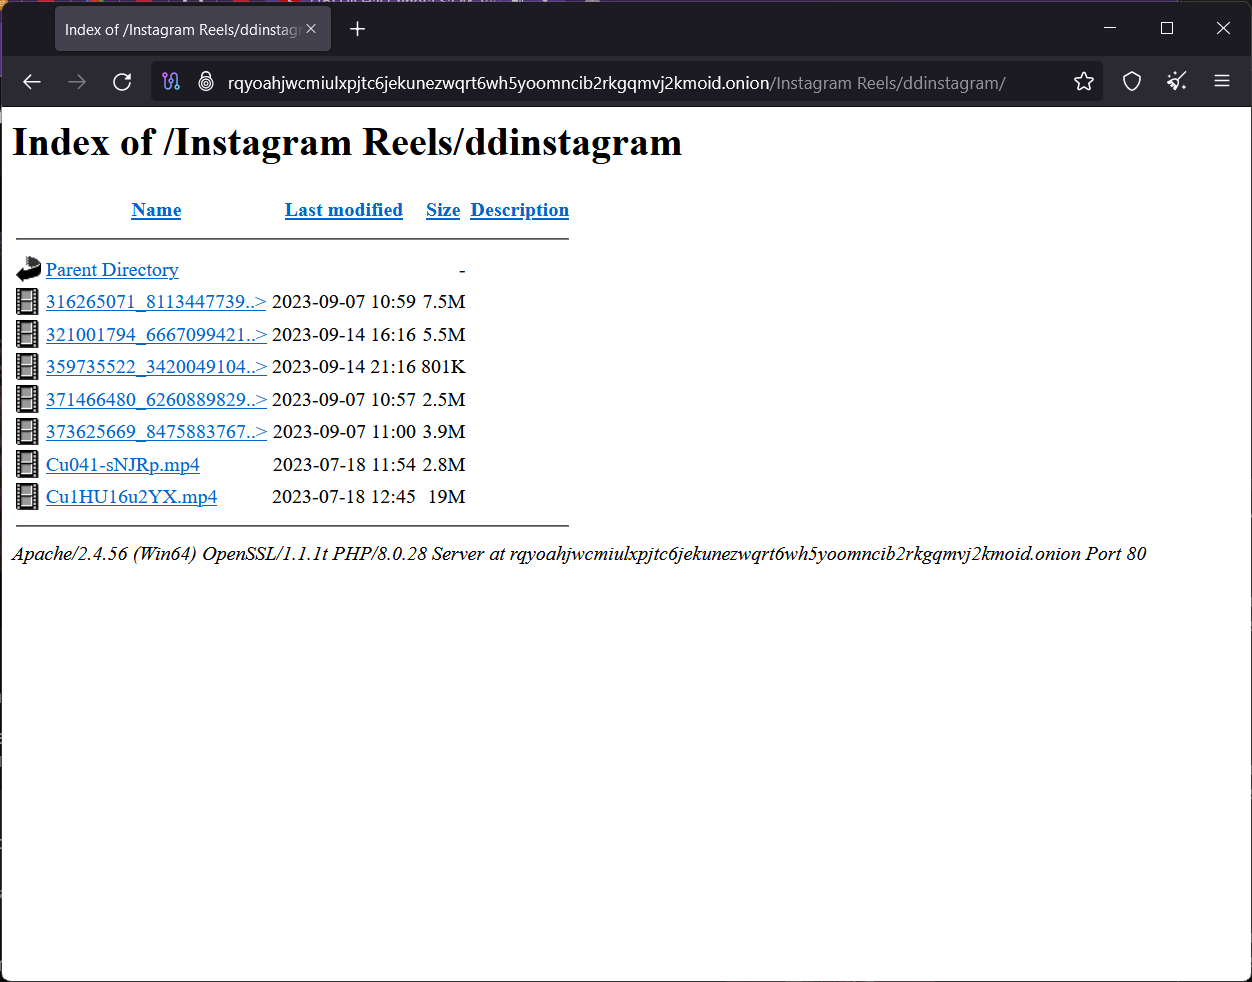 Index of /Instagram Reels/ddinstagr
rqyoahjwcmiulxpjtc6jekunezwqrt6wh5yoomncib2rkgqmvj2kmoid.onion/Instagram Reels/ddinstagram/
Index of /Instagram Reels/ddinstagram
Name Last modified Size Description
Parent Directory -
316265071_8113447739..> 2023-09-07 10:59 7.5M
321001794_6667099421..> 2023-09-14 16:16 5.5M
359735522_3420049104..> 2023-09-14 21:16 801K
371466480_6260889829..> 2023-09-07 10:57 2.5M
373625669_8475883767..> 2023-09-07 11:00 3.9M
Cu041-sNJRp.mp4 2023-07-18 11:54 2.8M
Cu1HU16u2YX.mp4 2023-07-18 12:45 19M
Apache/2.4.56 (Win64) OpenSSL/1.1.1t PHP/8.0.28 Server at rqyoahjwcmiulxpjtc6jekunezwqrt6wh5yoomncib2rkgqmvj2kmoid.onion Port 80